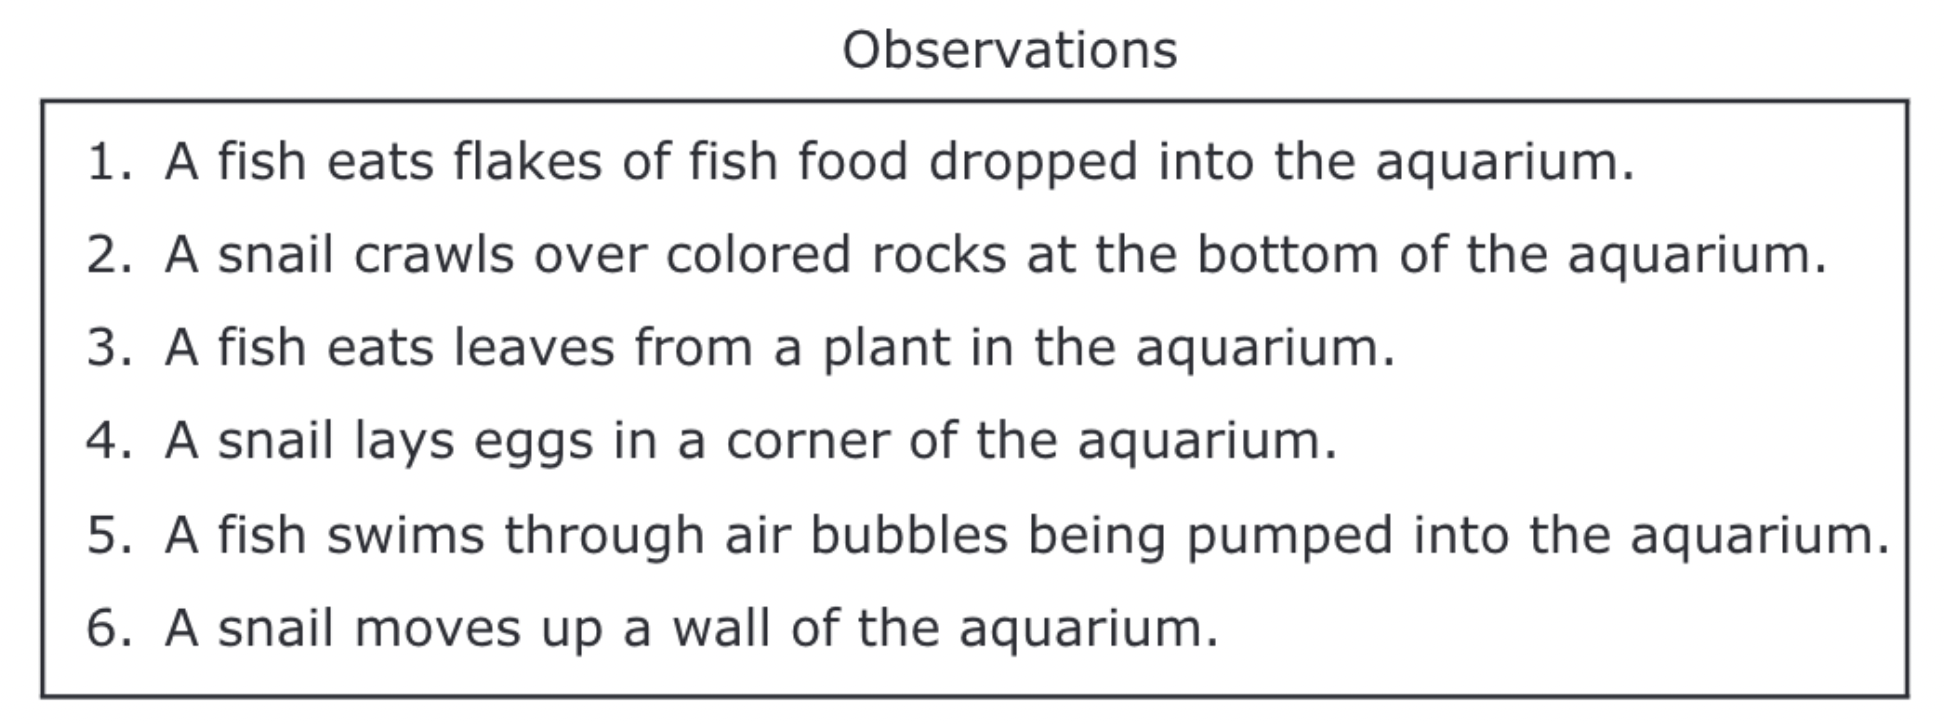 Observations
1. A fish eats flakes of fish food dropped into the aquarium.
2. A snail crawls over colored rocks at the bottom of the aquarium.
3. A fish eats leaves from a plant in the aquarium.
4. A snail lays eggs in a corner of the aquarium.
5. A fish swims through air bubbles being pumped into the aquarium.
6. A snail moves up a wall of the aquarium.